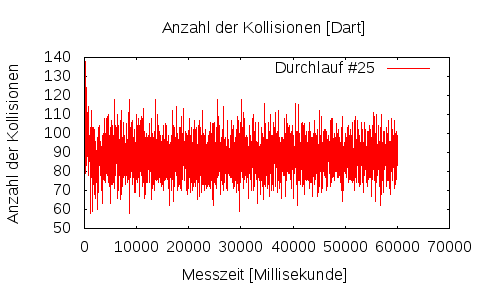 Anzahl der Kollisionen [Dart]
Durchlauf #25
Anzahl der Kollisionen
140
130
120
110
100
90
80
70
60
50
0 10000 20000 30000 40000 50000 60000 70000
Messzeit [Millisekunde]